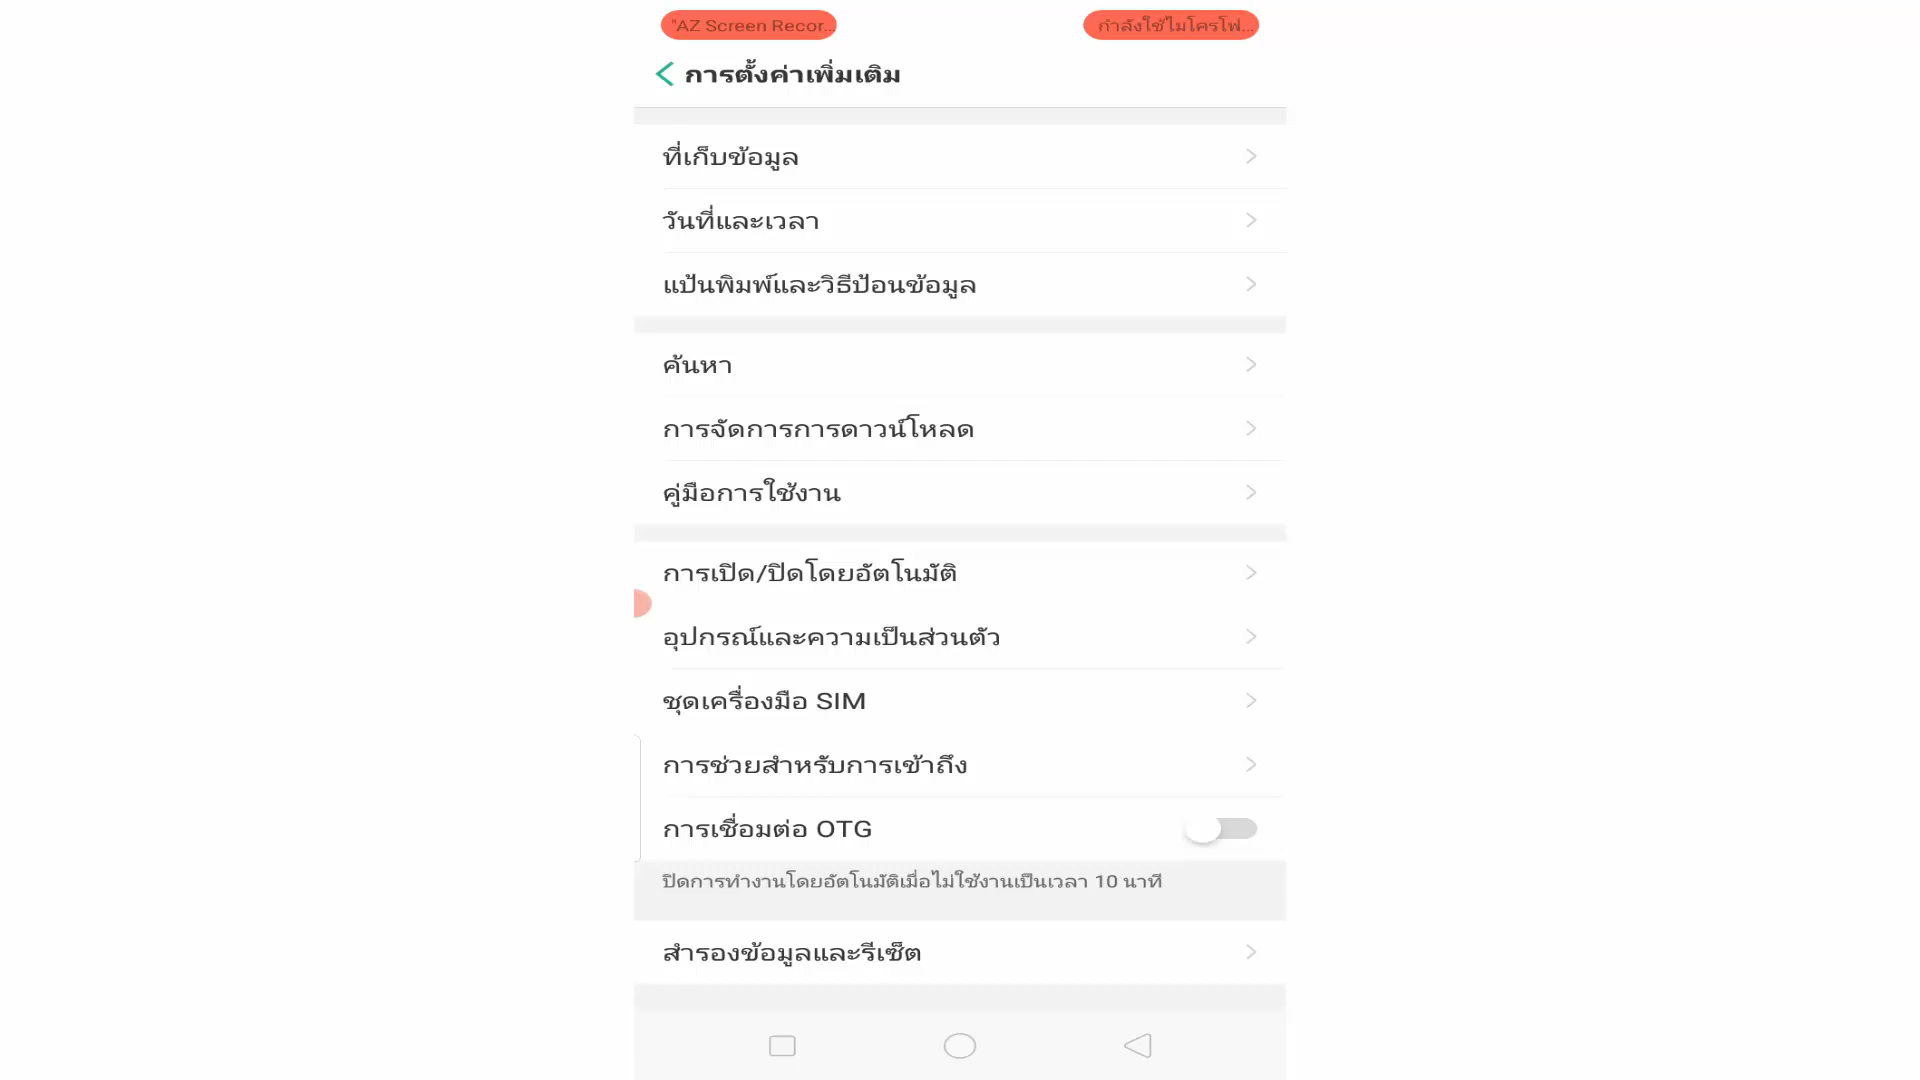 "AZ Screen Recor...
กำลังใช้ไมโครโฟ...
การตั้งค่าเพิ่มเติม
ที่เก็บข้อมูล
วันที่และเวลา
แป้นพิมพ์และวิธีป้อนข้อมูล
ค้นหา
การจัดการการดาวน์โหลด
คู่มือการใช้งาน
การเปิด/ปิดโดยอัตโนมัติ
อุปกรณ์และความเป็นส่วนตัว
ชุดเครื่องมือ SIM
การช่วยสำหรับการเข้าถึง
การเชื่อมต่อ OTG
ปิดการทำงานโดยอัตโนมัติเมื่อไม่ใช้งานเป็นเวลา 10 นาที
สำรองข้อมูลและรีเซ็ต